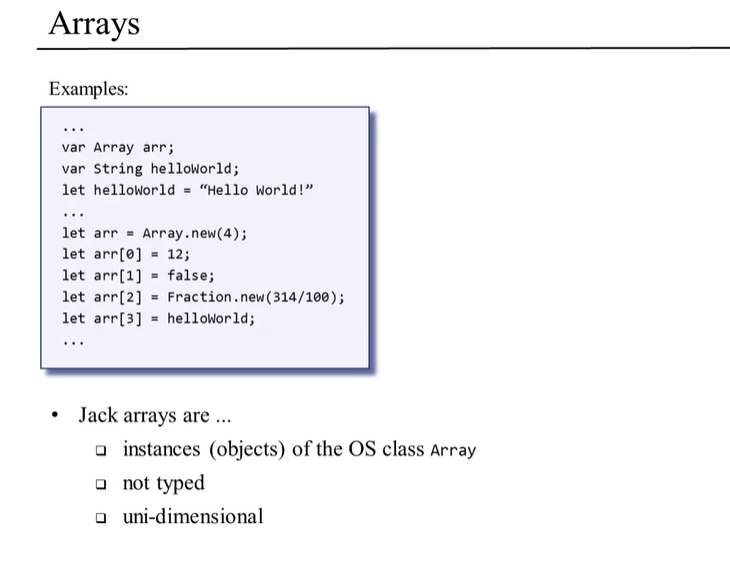 Arrays
Examples:
...
var Array arr;
var String helloWorld;
let helloWorld = “Hello World!”
...
let arr = Array.new(4);
let arr[0] = 12;
let arr[1] = false;
let arr[2] = Fraction.new(314/100);
let arr[3] = helloWorld;
...
• Jack arrays are ...
❑ instances (objects) of the OS class Array
❑ not typed
❑ uni-dimensional